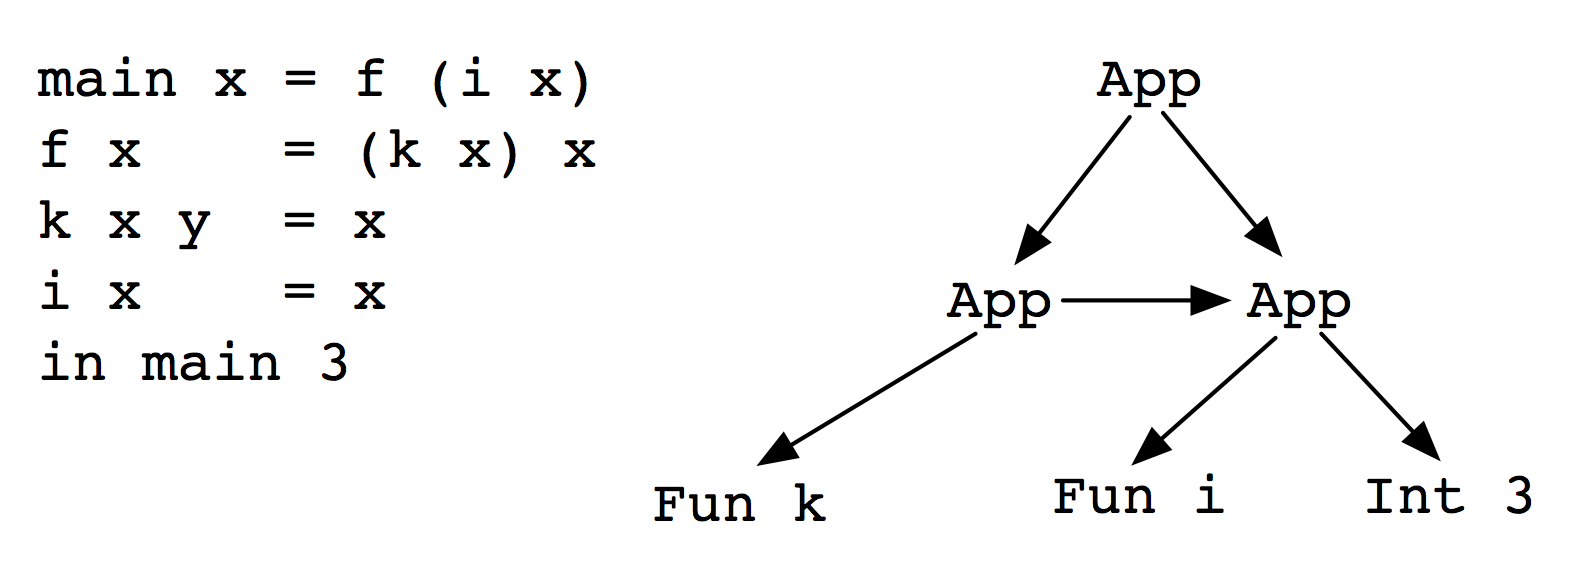 main x = f (i x)
f x    = (k x) x
k x y  = x
i x    = x
in main 3
App
App App
Fun k Fun i Int 3